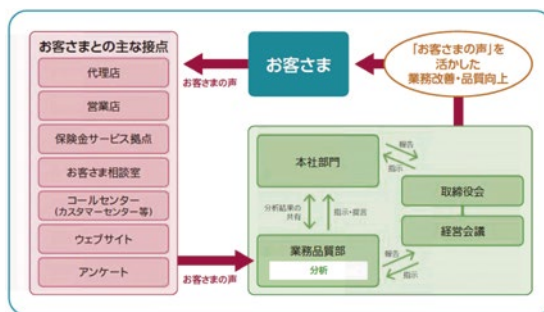 お客さまとの主な接点
代理店
営業店
保険金サービス拠点
お客さま相談室
コールセンター
(カスタマーセンター等)
ウェブサイト
アンケート
お客さまの声
お客さま
「お客さまの声」を
活かした
業務改善・品質向上
本社部門
報告
指示
取締役会
経営会議
分析結果の
共有
指示・提言
業務品質部
分析
報告
指示
お客さまの声